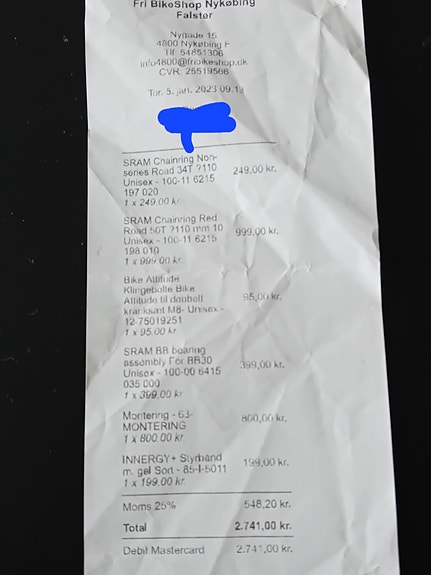 Fri BikeShop Nykøbing
Falster
Nygade 15
4800 Nykøbing F
Tlf: 54851306
info4800@fribikeshop.dk
CVR: 25519566
Tor. 5. jan. 2023 09.13
SRAM Chainring Non-
series Road 34T ?110
Unisex - 100-11 6215
197 020
249,00 kr.
1 x 249,00 kr.
SRAM Chainring Red
Road 50T ?110 mm 10
Unisex - 100-11 6215
198 010
999,00 kr.
1 x 999,00 kr.
Bike Attitude
Klingebolte Bike
Attitude til dobbelt
kranksæt M8- Unisex -
12-75019251
95,00 kr.
1 x 95,00 kr.
SRAM BB bearing
assembly For BB30
Unisex - 100-00 6415
035 000
399,00 kr.
1 x 399,00 kr.
Montering - 63-
MONTERING
800,00 kr.
1 x 800,00 kr.
INNERGY+ Styrbånd
m. gel Sort - 85-I-5011
199,00 kr.
1 x 199,00 kr.
Moms 25% 548,20 kr.
Total 2.741,00 kr.
Debit Mastercard 2.741,00 kr.